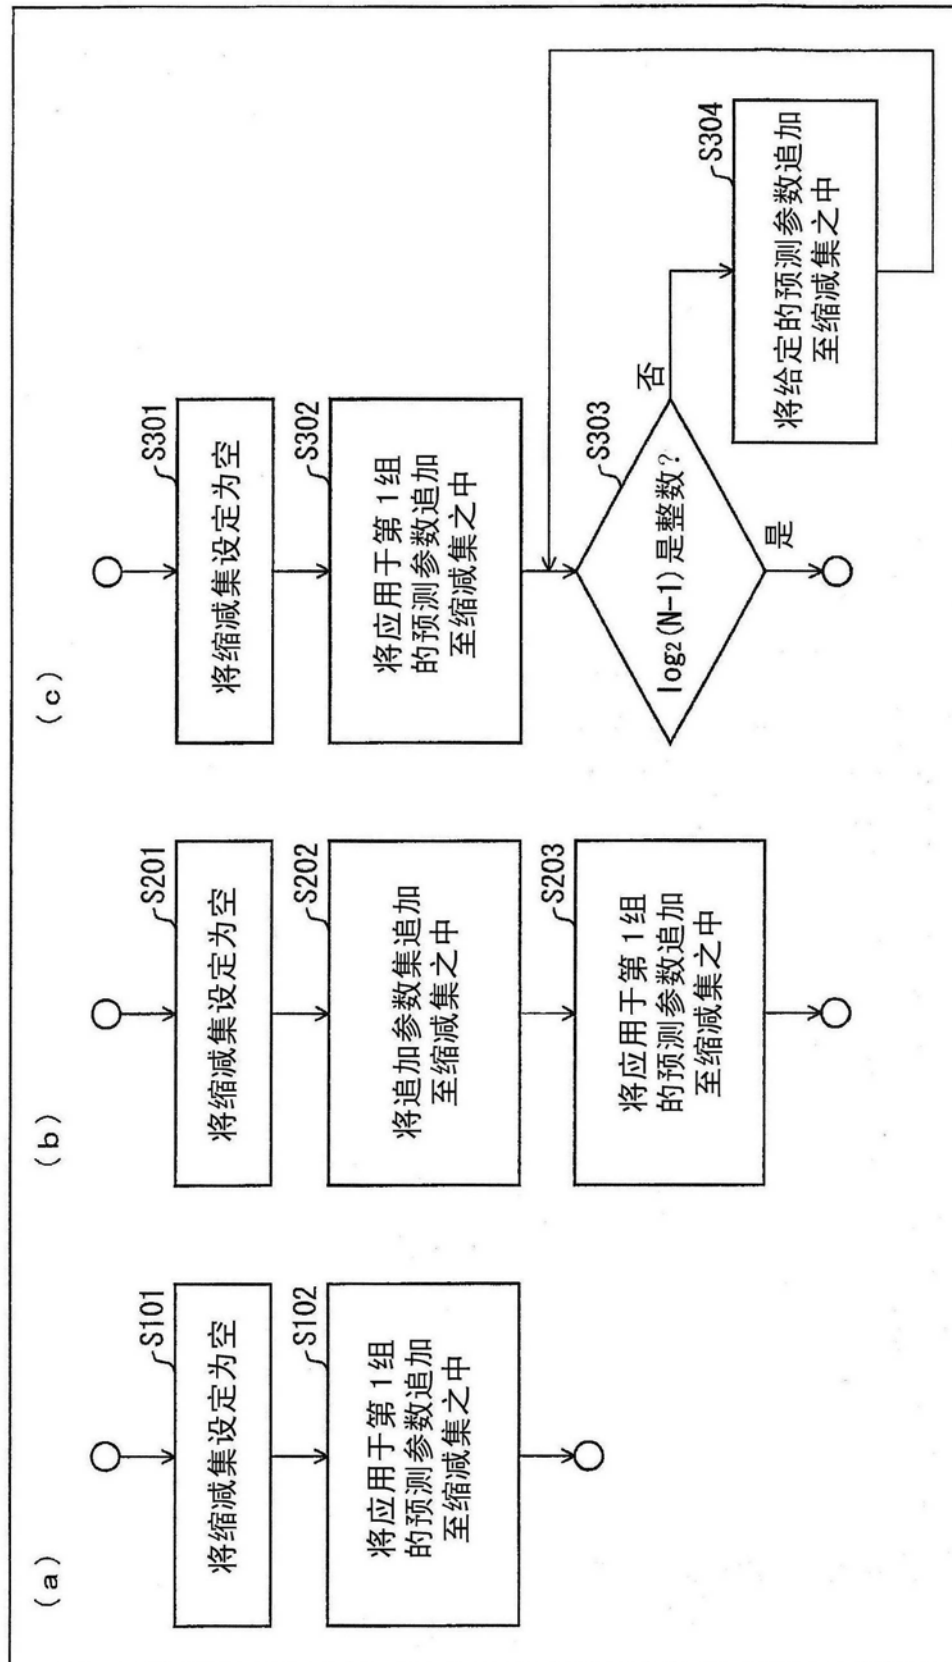 (a)
S101
将缩减集设定为空
S102
将应用于第1组
的预测参数追加
至缩减集之中
(b)
S201
将缩减集设定为空
S202
将追加参数集追加
至缩减集之中
S203
将应用于第1组
的预测参数追加
至缩减集之中
(c)
S301
将缩减集设定为空
S302
将应用于第1组
的预测参数追加
至缩减集之中
S303
log2(N-1)是整数?
否
是
S304
将给定的预测参数追加
至缩减集之中